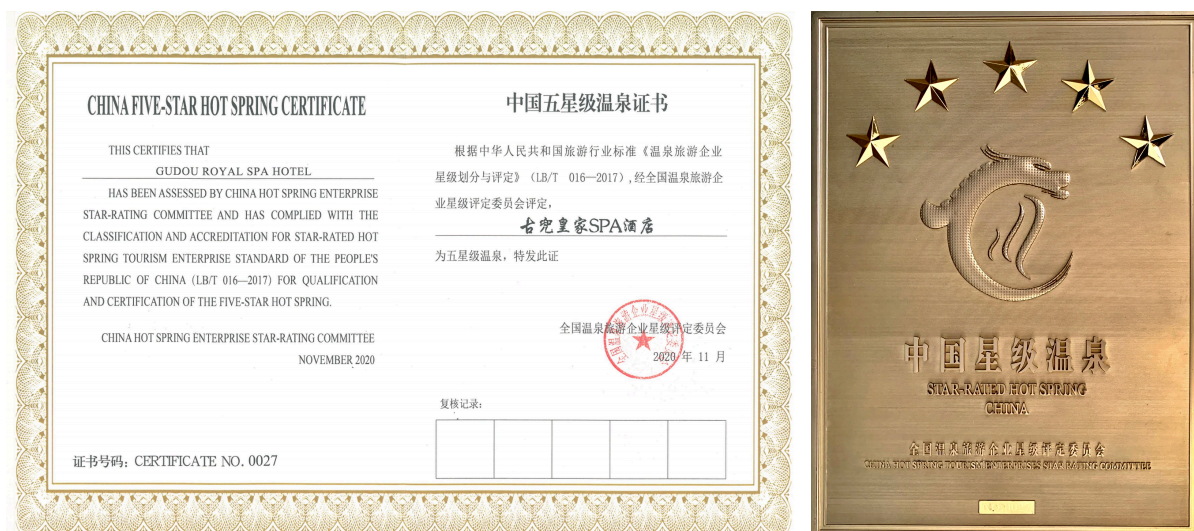 CHINA FIVE-STAR HOT SPRING CERTIFICATE
THIS CERTIFIES THAT
GUDOU ROYAL SPA HOTEL
HAS BEEN ASSESSED BY CHINA HOT SPRING ENTERPRISE
STAR-RATING COMMITTEE AND HAS COMPLIED WITH THE
CLASSIFICATION AND ACCREDITATION FOR STAR-RATED HOT
SPRING TOURISM ENTERPRISE STANDARD OF THE PEOPLE'S
REPUBLIC OF CHINA (LB/T 016—2017) FOR QUALIFICATION
AND CERTIFICATION OF THE FIVE-STAR HOT SPRING.
CHINA HOT SPRING ENTERPRISE STAR-RATING COMMITTEE
NOVEMBER 2020
证书号码: CERTIFICATE NO. 0027
中国五星级温泉证书
根据中华人民共和国旅游行业标准《温泉旅游企业
星级划分与评定》（LB/T 016—2017）,经全国温泉旅游企
业星级评定委员会评定,
古兜皇家SPA酒店
为五星级温泉，特发此证
全国温泉旅游企业星级评定委员会
2020 年 11 月
复核记录:
中国星级温泉
STAR-RATED HOT SPRING
CHINA
全国温泉旅游企业星级评定委员会
CHINA HOT SPRING TOURISM ENTERPRISES STAR RATING COMMITTEE